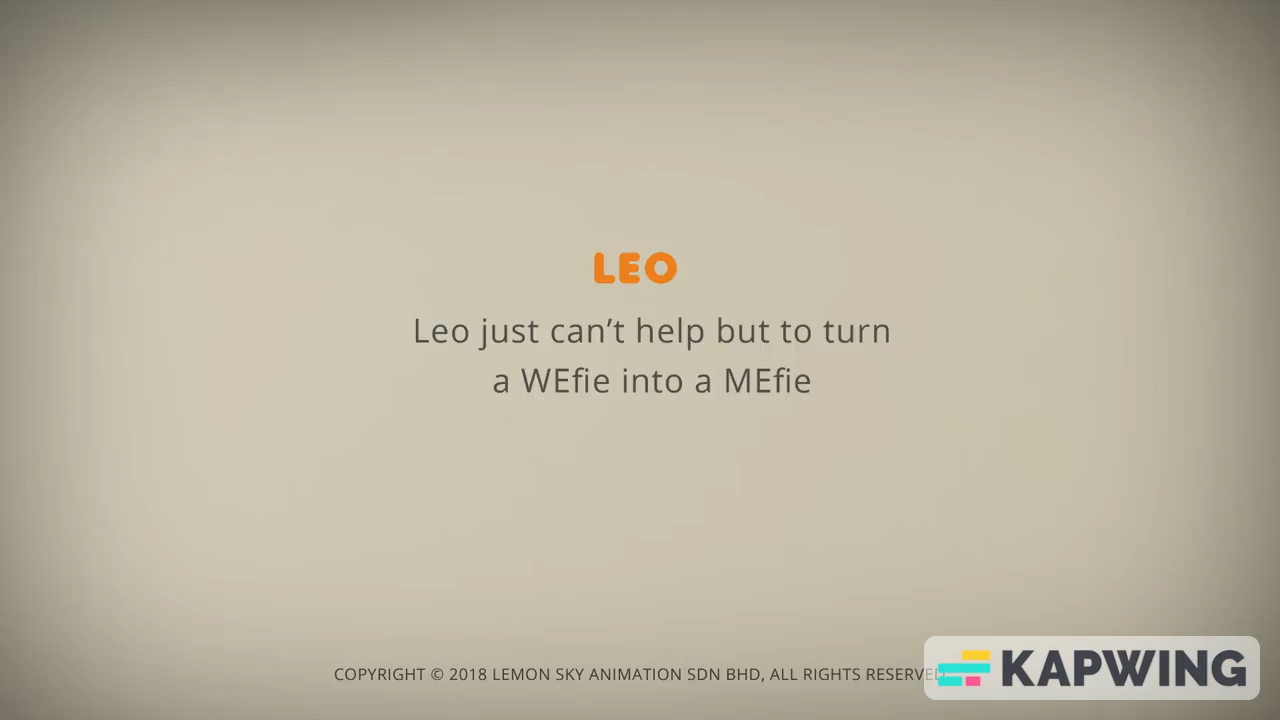 LEO
Leo just can't help but to turn
a WEfie into a MEfie
COPYRIGHT © 2018 LEMON SKY ANIMATION SDN BHD, ALL RIGHTS RESERVED
KAPWING